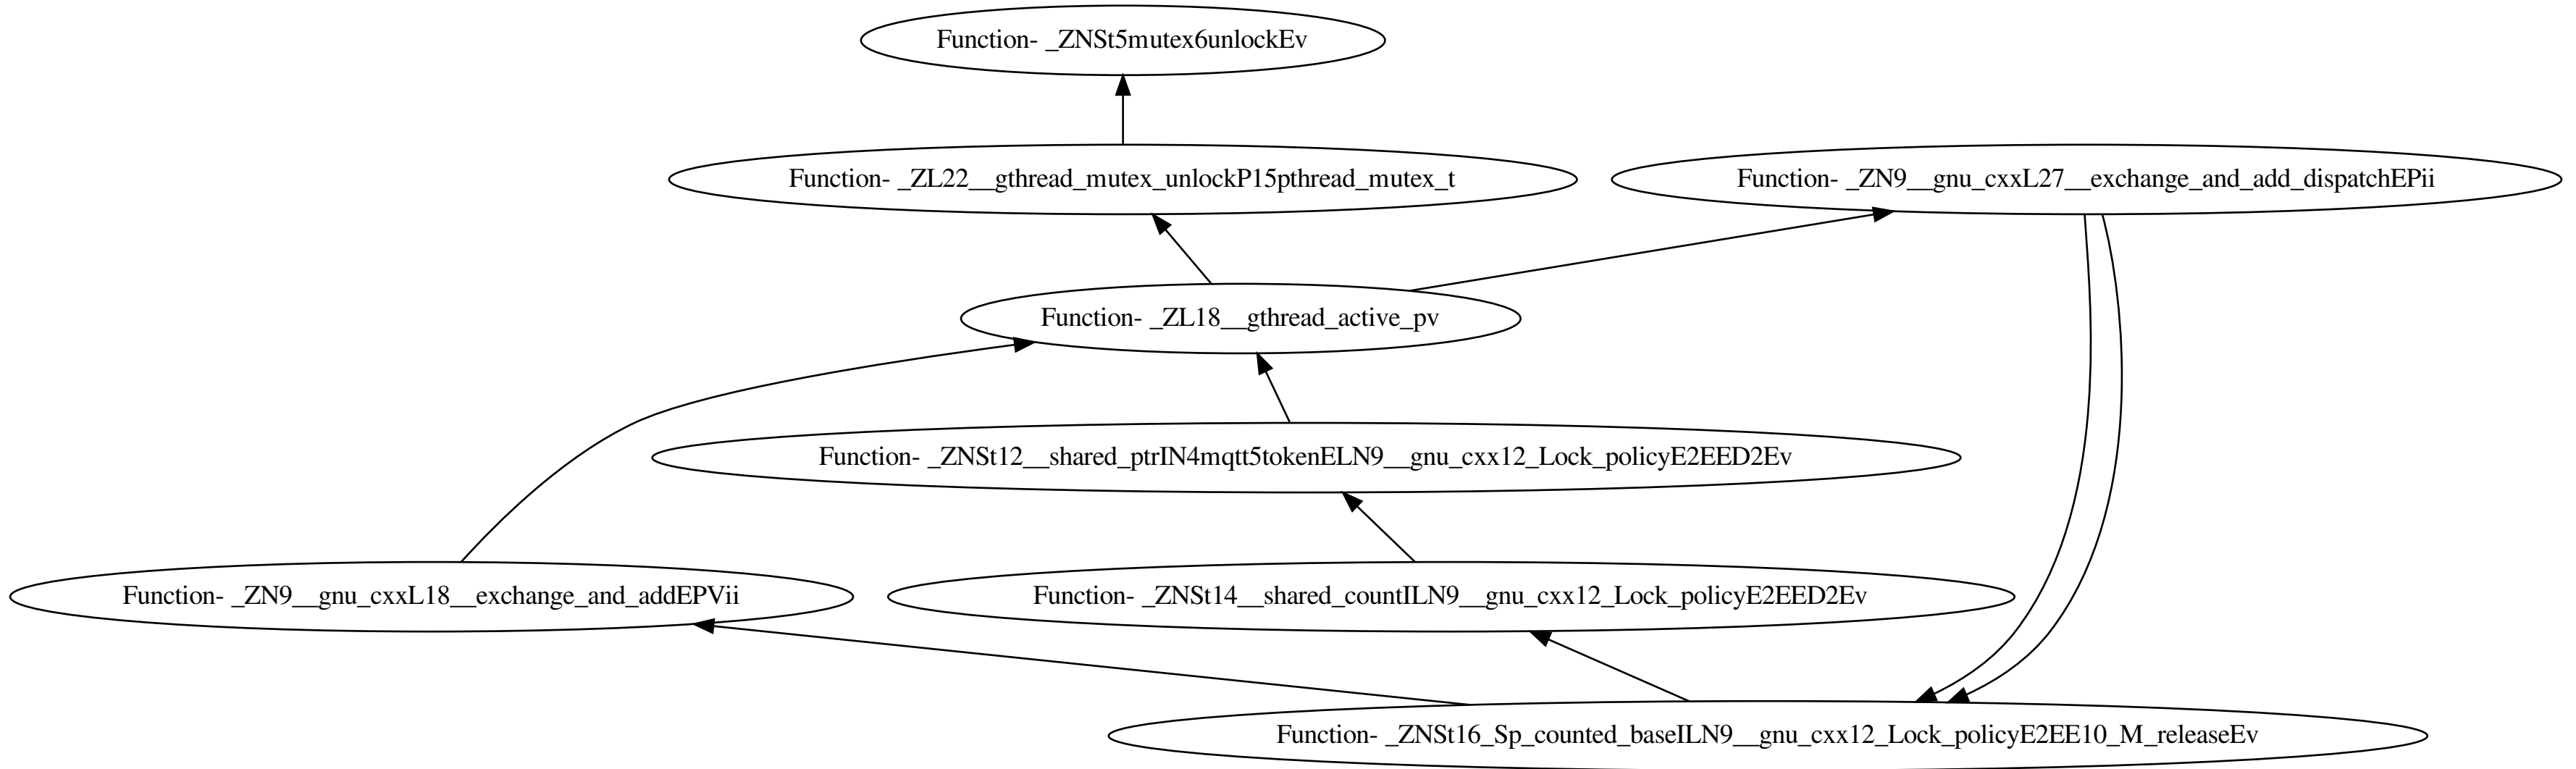 Function- _ZNSt5mutex6unlockEv
Function- _ZL22__gthread_mutex_unlockP15pthread_mutex_t
Function- _ZN9__gnu_cxxL27__exchange_and_add_dispatchEPii
Function- _ZL18__gthread_active_pv
Function- _ZNSt12__shared_ptrIN4mqtt5tokenELN9__gnu_cxx12_Lock_policyE2EED2Ev
Function- _ZN9__gnu_cxxL18__exchange_and_addEPVii
Function- _ZNSt14__shared_countILN9__gnu_cxx12_Lock_policyE2EED2Ev
Function- _ZNSt16_Sp_counted_baseILN9__gnu_cxx12_Lock_policyE2EE10_M_releaseEv